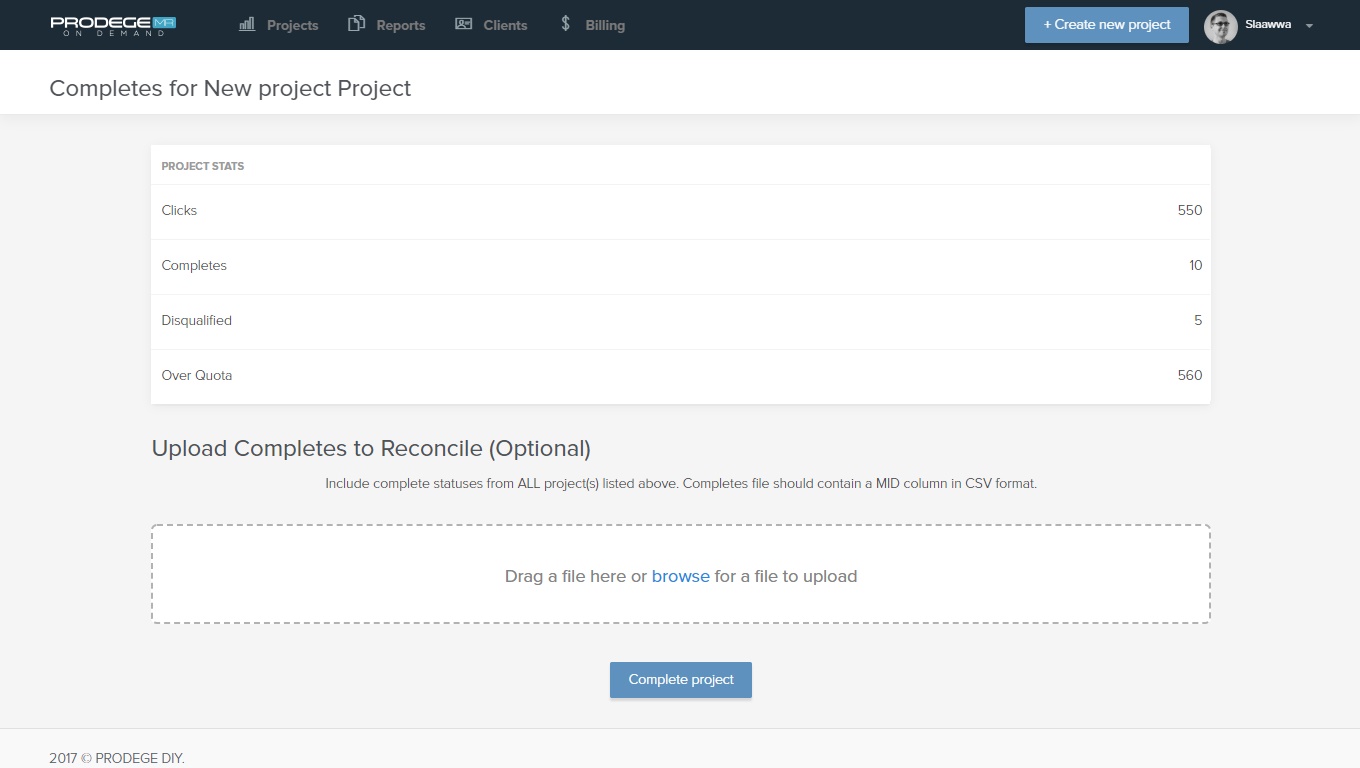 PRODEGE MR
ON DEMAND
Projects
Reports
Clients
Billing
+ Create new project
Slaawwa
Completes for New project Project
PROJECT STATS
Clicks 550
Completes 10
Disqualified 5
Over Quota 560
Upload Completes to Reconcile (Optional)
Include complete statuses from ALL project(s) listed above. Completes file should contain a MID column in CSV format.
Drag a file here or browse for a file to upload
Complete project
2017 © PRODEGE DIY.